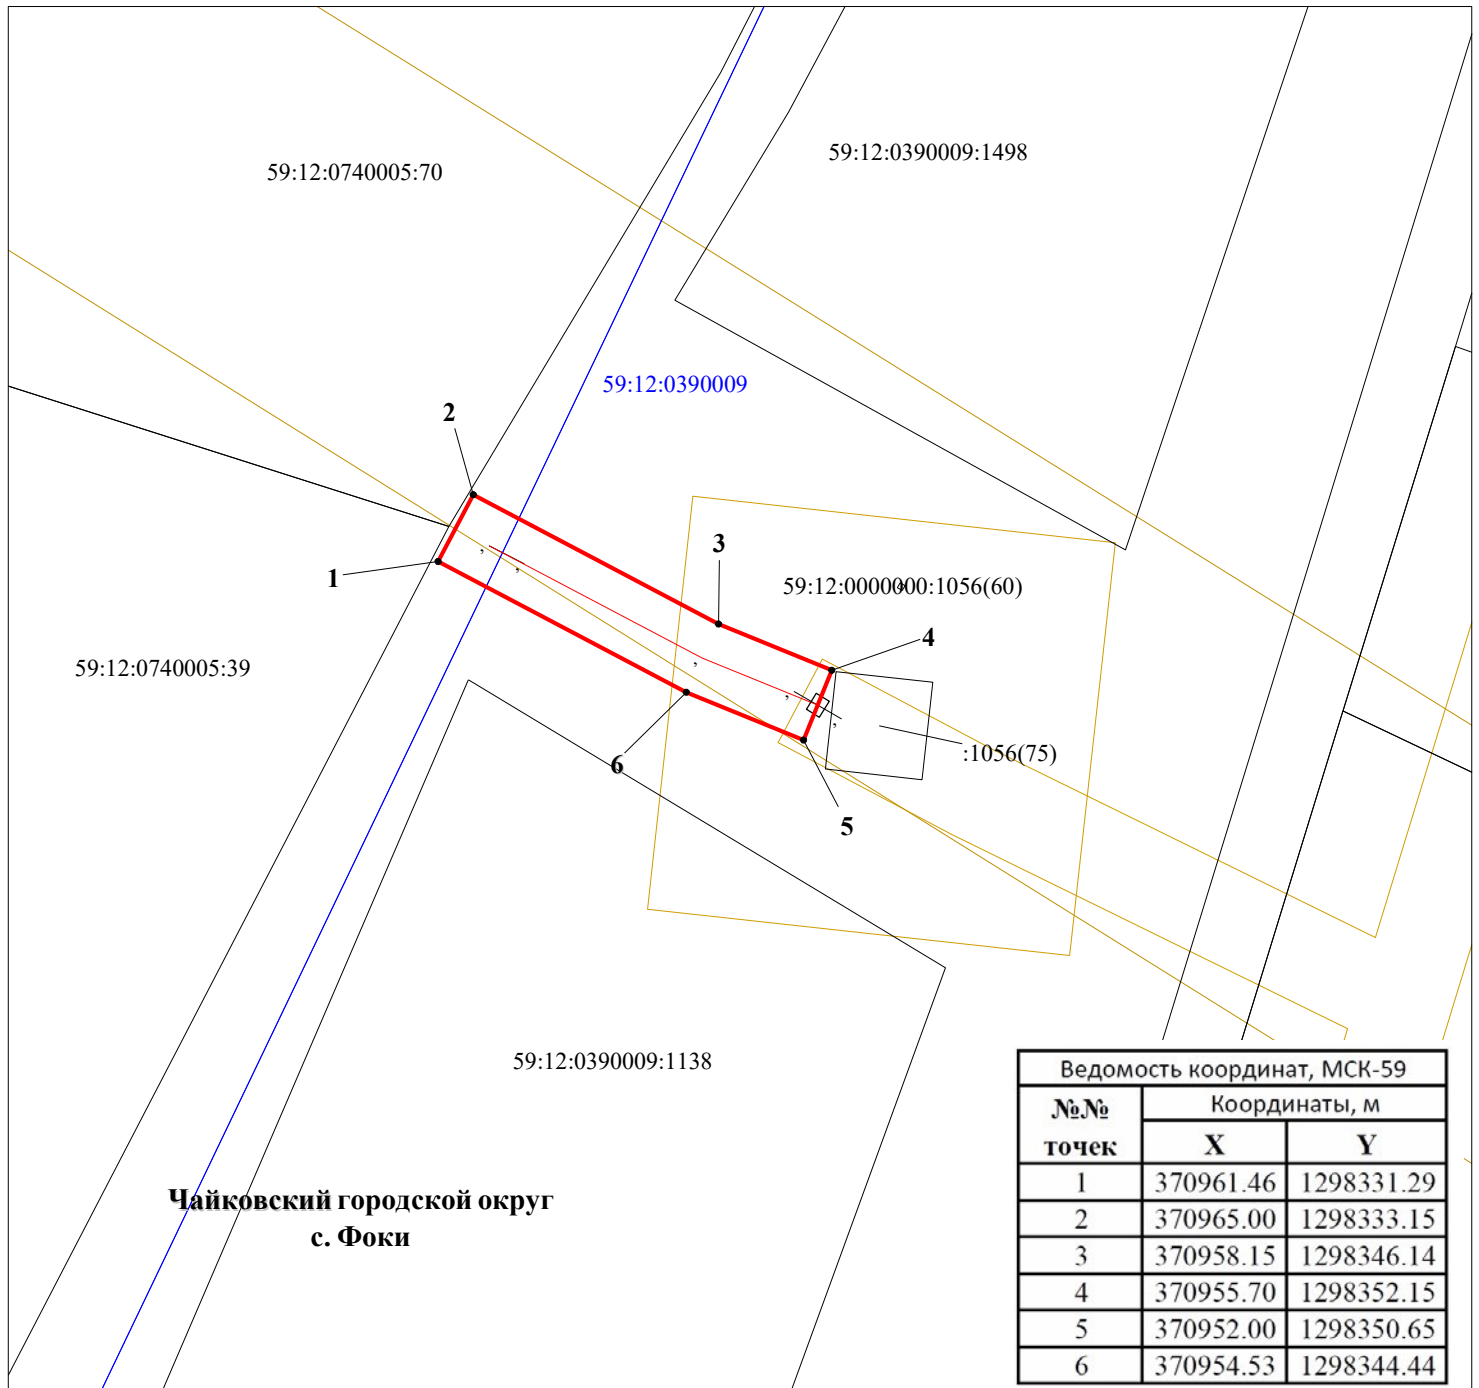 59:12:0390009:1498
59:12:0740005:70
59:12:0390009
2
3
1
59:12:0000000:1056(60)
4
59:12:0740005:39
:1056(75)
6
5
59:12:0390009:1138
Чайковский городской округ
с. Фоки
Ведомость координат, МСК-59
№№ точек
Координаты, м
X Y
1 370961.46 1298331.29
2 370965.00 1298333.15
3 370958.15 1298346.14
4 370955.70 1298352.15
5 370952.00 1298350.65
6 370954.53 1298344.44